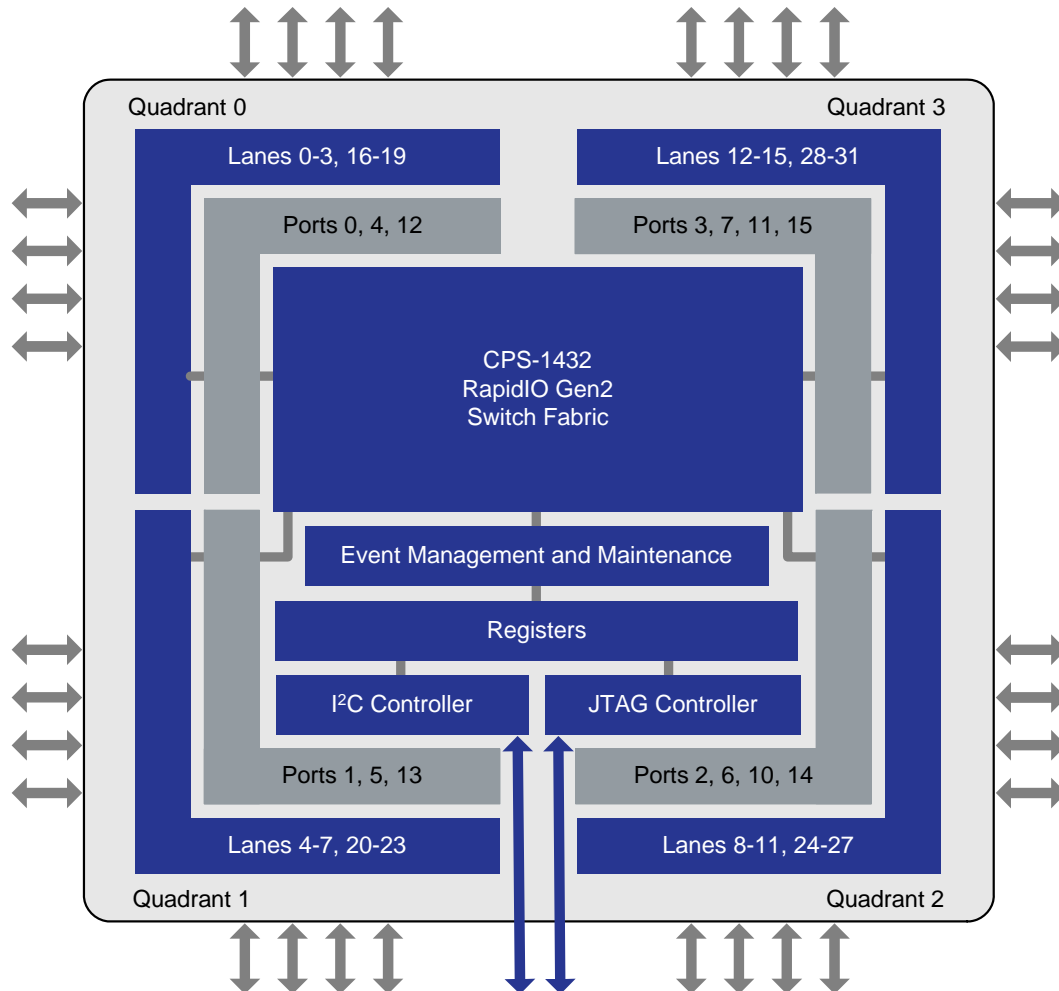 Quadrant 0
Quadrant 3
Lanes 0-3, 16-19
Lanes 12-15, 28-31
Ports 0, 4, 12
Ports 3, 7, 11, 15
CPS-1432
RapidIO Gen2
Switch Fabric
Event Management and Maintenance
Registers
I²C Controller
JTAG Controller
Ports 1, 5, 13
Ports 2, 6, 10, 14
Lanes 4-7, 20-23
Lanes 8-11, 24-27
Quadrant 1
Quadrant 2